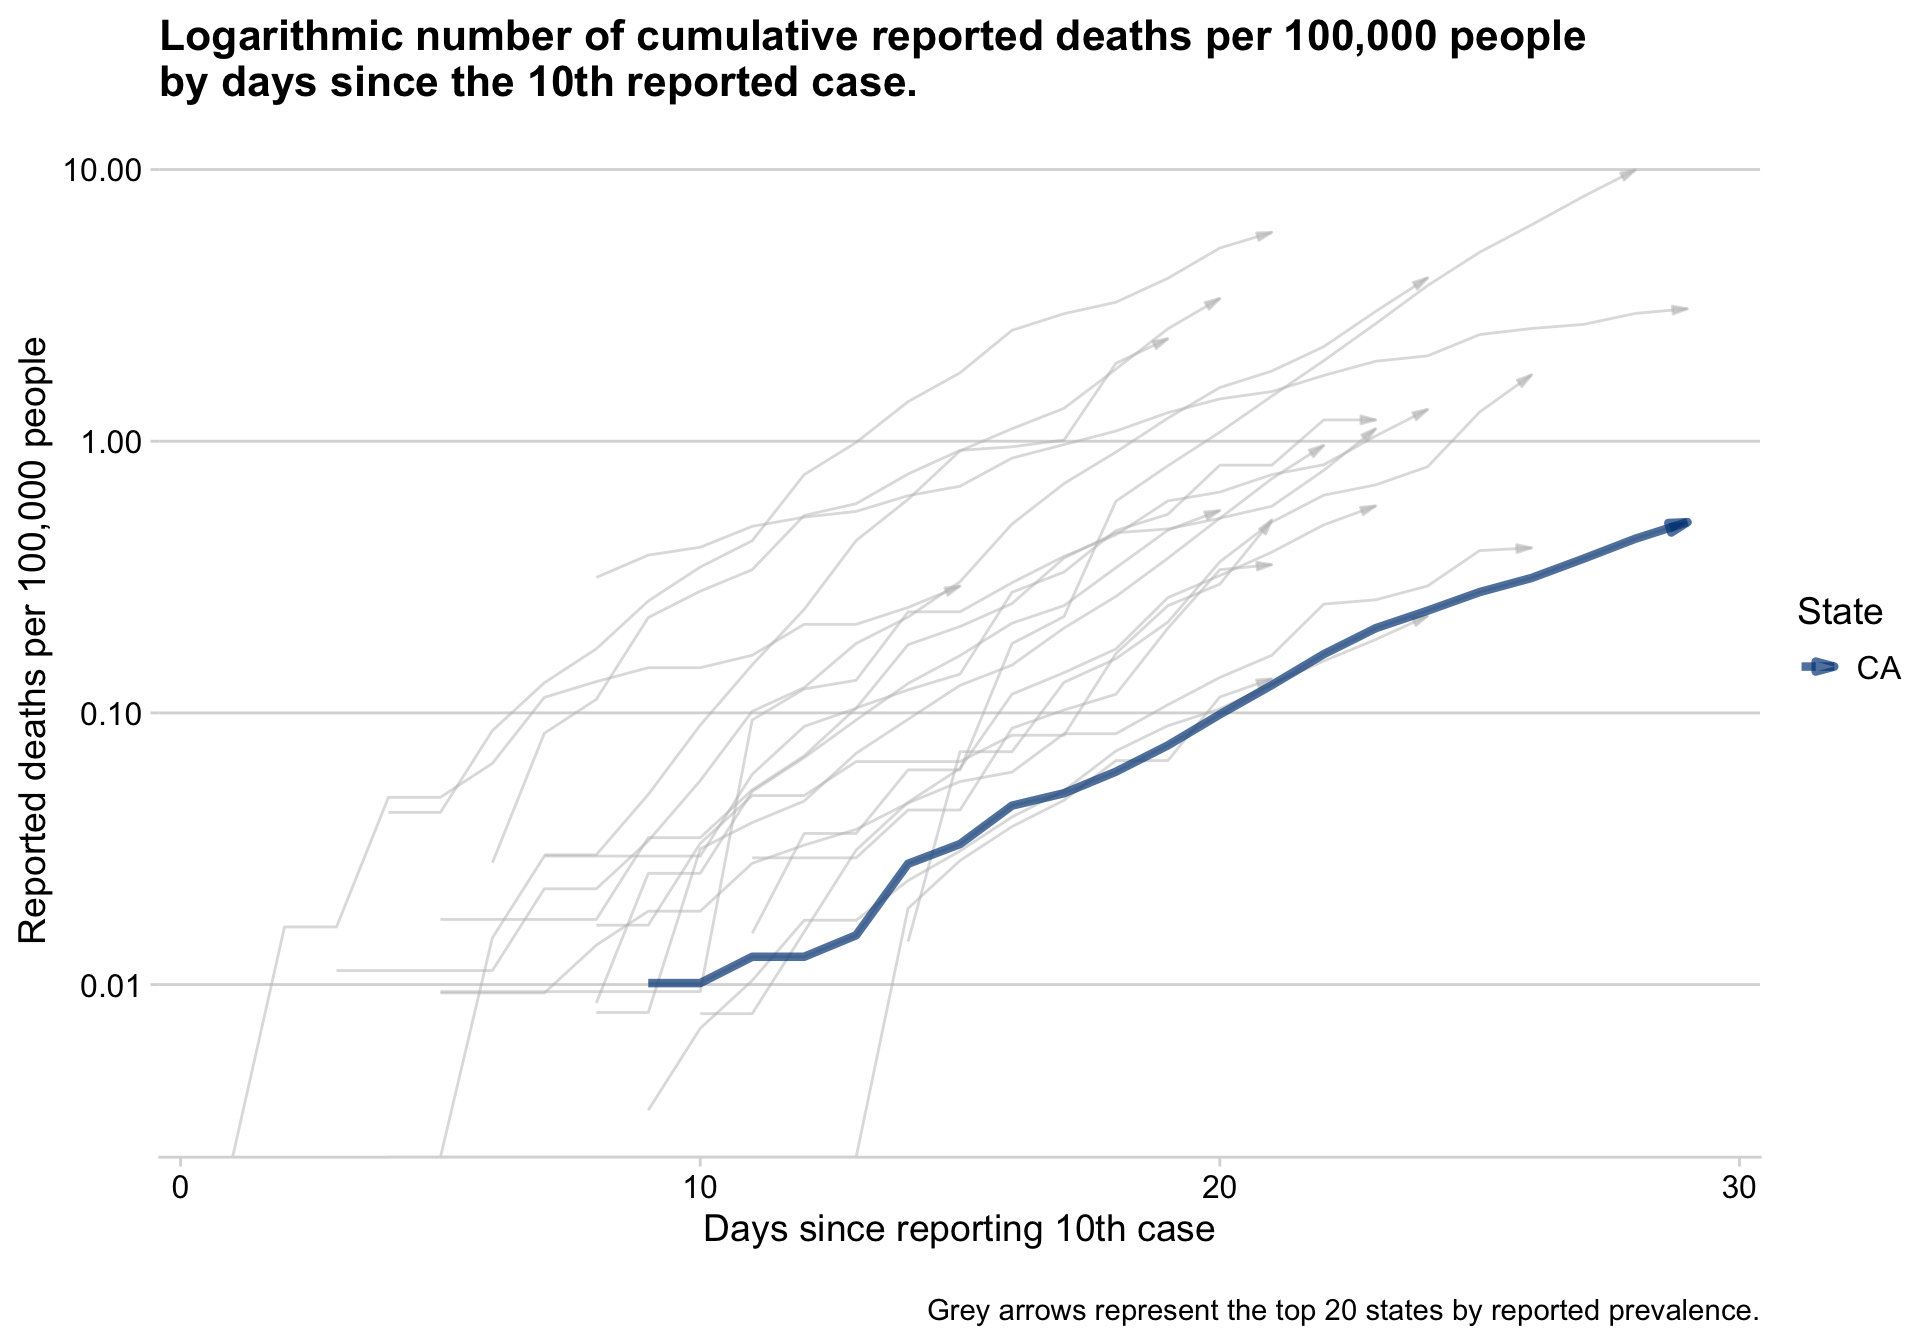 Logarithmic number of cumulative reported deaths per 100,000 people
by days since the 10th reported case.
Reported deaths per 100,000 people
10.00
1.00
0.10
0.01
0
10
20
30
Days since reporting 10th case
State
CA
Grey arrows represent the top 20 states by reported prevalence.